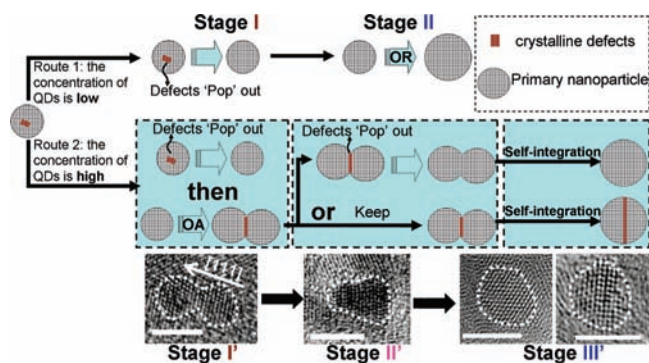 Stage I
Stage II
Route 1: the
concentration of
QDs is low
Defects 'Pop' out
OR
crystalline defects
Primary nanoparticle
Route 2: the
concentration of
QDs is high
Defects 'Pop' out
then
OA
Defects 'Pop' out
or
Keep
Self-integration
Self-integration
Stage I'
Stage II'
Stage III'